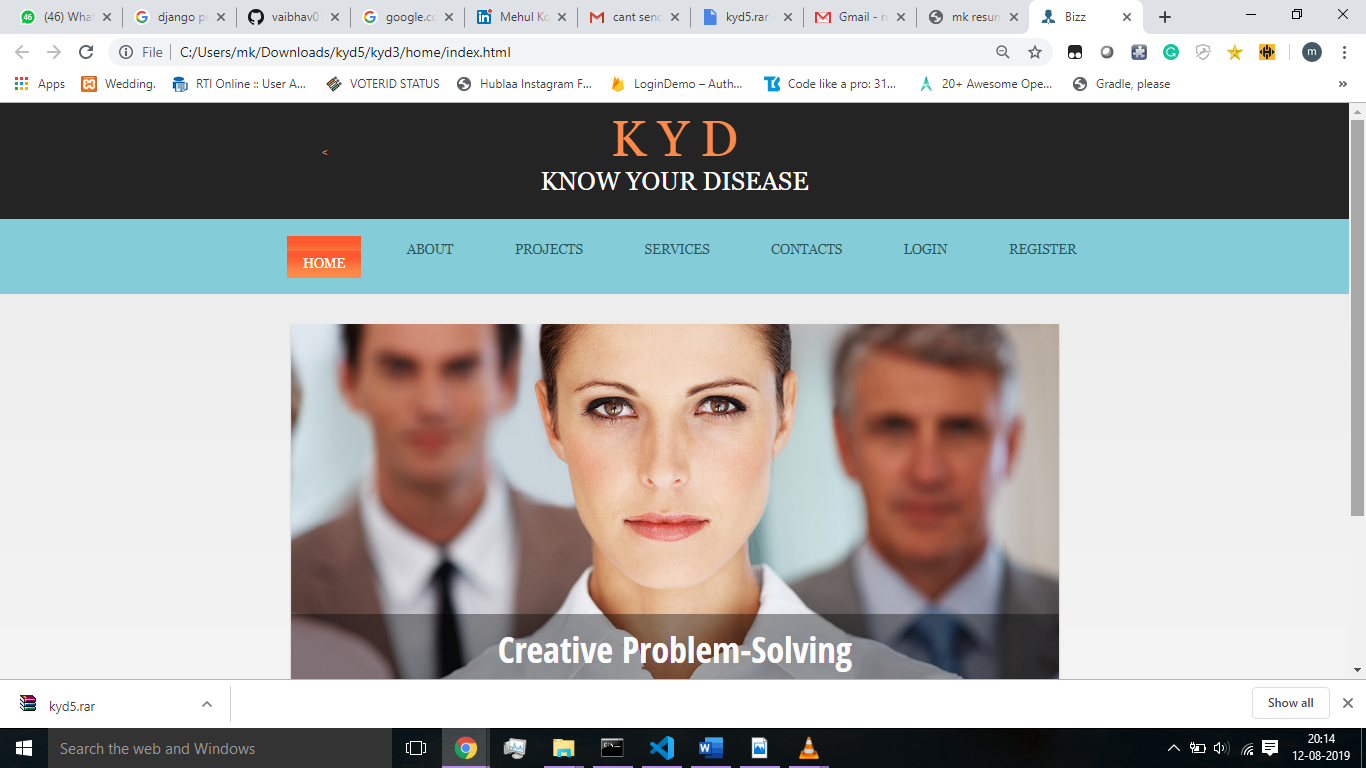 (46) What
django p
vaibhav0
google.co
Mehul Ko
cant send
kyd5.rar
Gmail - r
mk resum
Bizz
File | C:/Users/mk/Downloads/kyd5/kyd3/home/index.html
m
Apps
Wedding.
RTI Online :: User A...
VOTERID STATUS
Hublaa Instagram F...
LoginDemo – Auth...
Code like a pro: 31...
20+ Awesome Ope...
Gradle, please
»
<
K Y D
KNOW YOUR DISEASE
HOME
ABOUT
PROJECTS
SERVICES
CONTACTS
LOGIN
REGISTER
Creative Problem-Solving
kyd5.rar
Show all
Search the web and Windows
20:14
12-08-2019